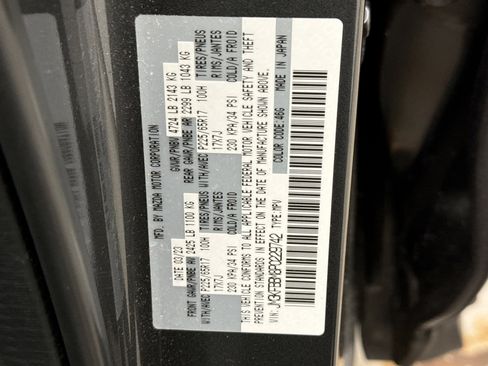 MFD. BY MAZDA MOTOR CORPORATION
DATE 03/23 GVWR/PNBV 4724 LB 2143 KG
FRONT GAWR/PNBE AV 2425 LB 1100 KG REAR GAWR/PNBE AR 2299 LB 1043 KG
WITH/AVEC P225/65R17 100H TIRES/PNEUS WITH/AVEC P225/65R17 100H TIRES/PNEUS
17X7J RIMS/JANTES 17X7J RIMS/JANTES
230 KPA/34 PSI COLD/A FROID 230 KPA/34 PSI COLD/A FROID
THIS VEHICLE CONFORMS TO ALL APPLICABLE FEDERAL MOTOR VEHICLE SAFETY AND THEFT
PREVENTION STANDARDS IN EFFECT ON THE DATE OF MANUFACTURE SHOWN ABOVE.
COLOR CODE:46G MADE IN JAPAN
VIN: TYPE:MPV